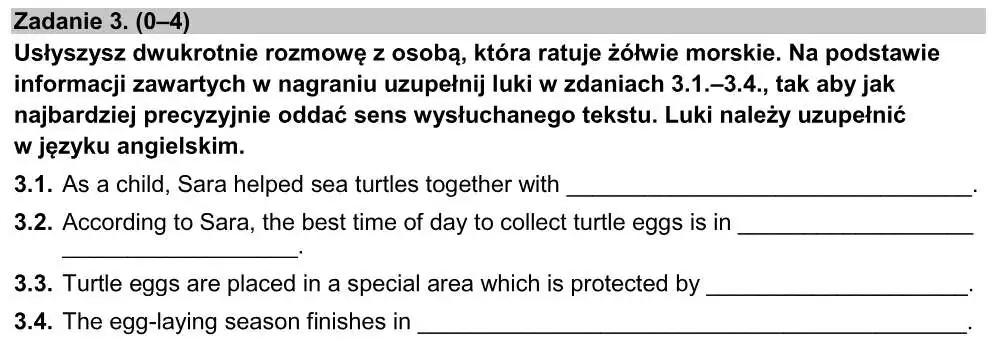 Zadanie 3. (0–4)
Usłyszysz dwukrotnie rozmowę z osobą, która ratuje żółwie morskie. Na podstawie
informacji zawartych w nagraniu uzupełnij luki w zdaniach 3.1.–3.4., tak aby jak
najbardziej precyzyjnie oddać sens wysłuchanego tekstu. Luki należy uzupełnić
w języku angielskim.
3.1. As a child, Sara helped sea turtles together with ______________________________.
3.2. According to Sara, the best time of day to collect turtle eggs is in __________________
__________________.
3.3. Turtle eggs are placed in a special area which is protected by ____________________.
3.4. The egg-laying season finishes in __________________________________________.